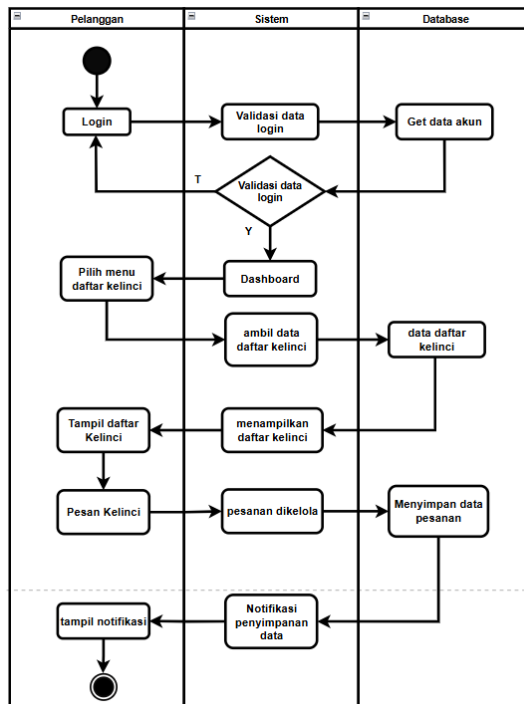 Pelanggan
Sistem
Database
Login
Validasi data
login
Get data akun
Validasi data
login
T
Y
Dashboard
Pilih menu
daftar kelinci
ambil data
daftar kelinci
data daftar
kelinci
Tampil daftar
Kelinci
menampilkan
daftar kelinci
Pesan Kelinci
pesanan dikelola
Menyimpan data
pesanan
tampil notifikasi
Notifikasi
penyimpanan
data